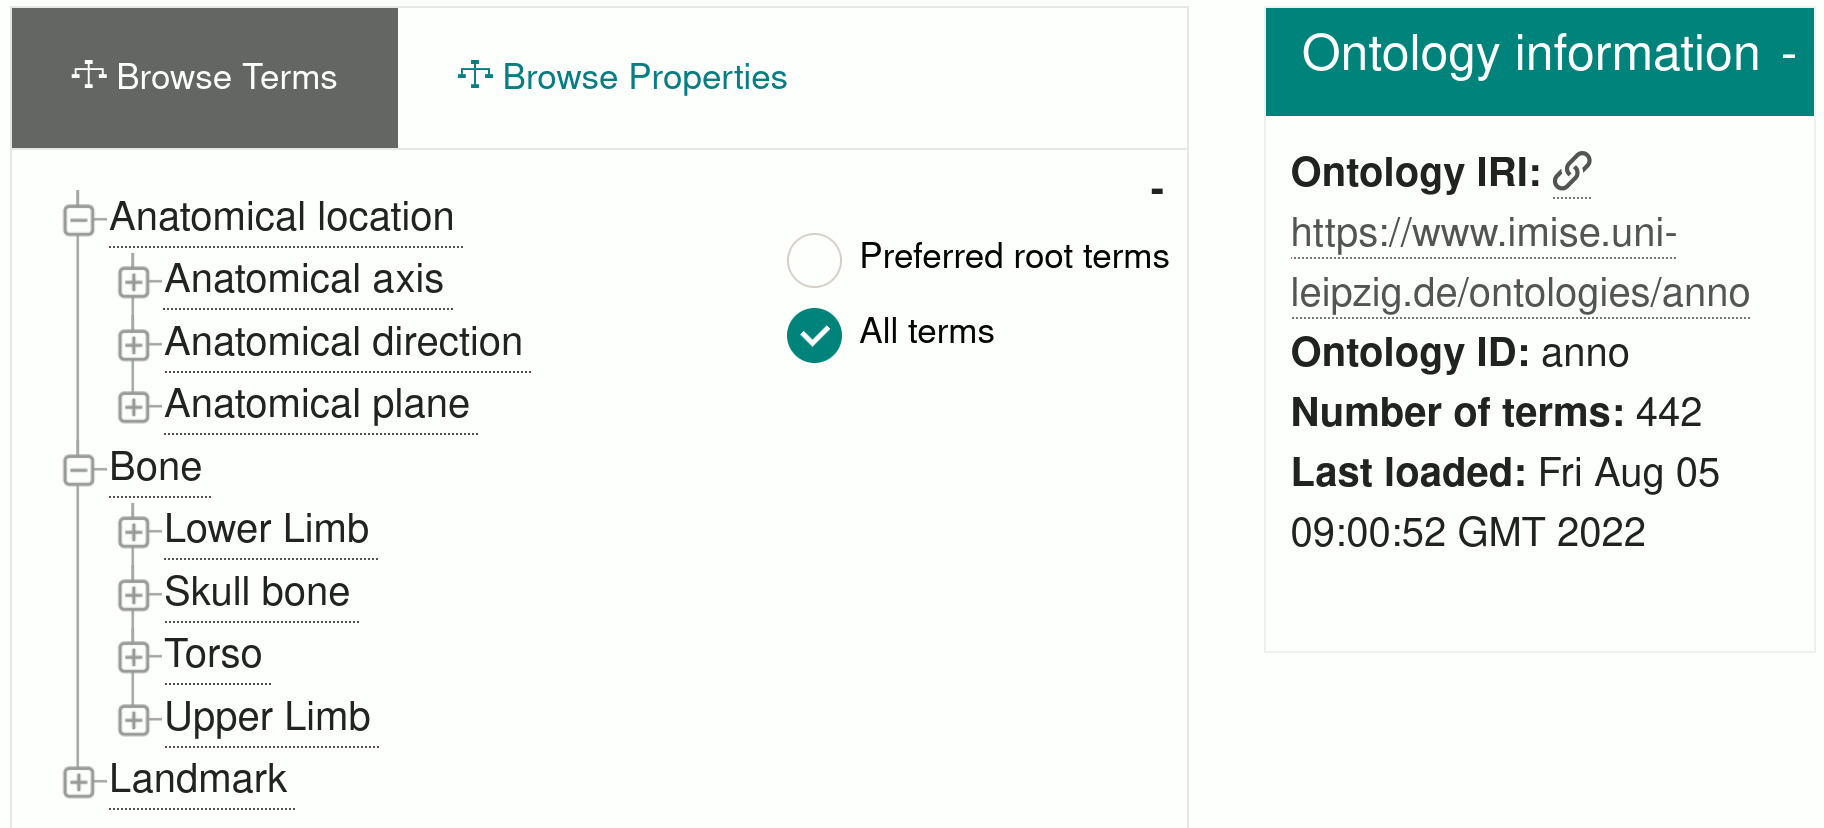 Browse Terms
Browse Properties
-
Anatomical location
Anatomical axis
Anatomical direction
Anatomical plane
Bone
Lower Limb
Skull bone
Torso
Upper Limb
Landmark
Preferred root terms
All terms
Ontology information -
Ontology IRI:
https://www.imise.uni-
leipzig.de/ontologies/anno
Ontology ID: anno
Number of terms: 442
Last loaded: Fri Aug 05
09:00:52 GMT 2022